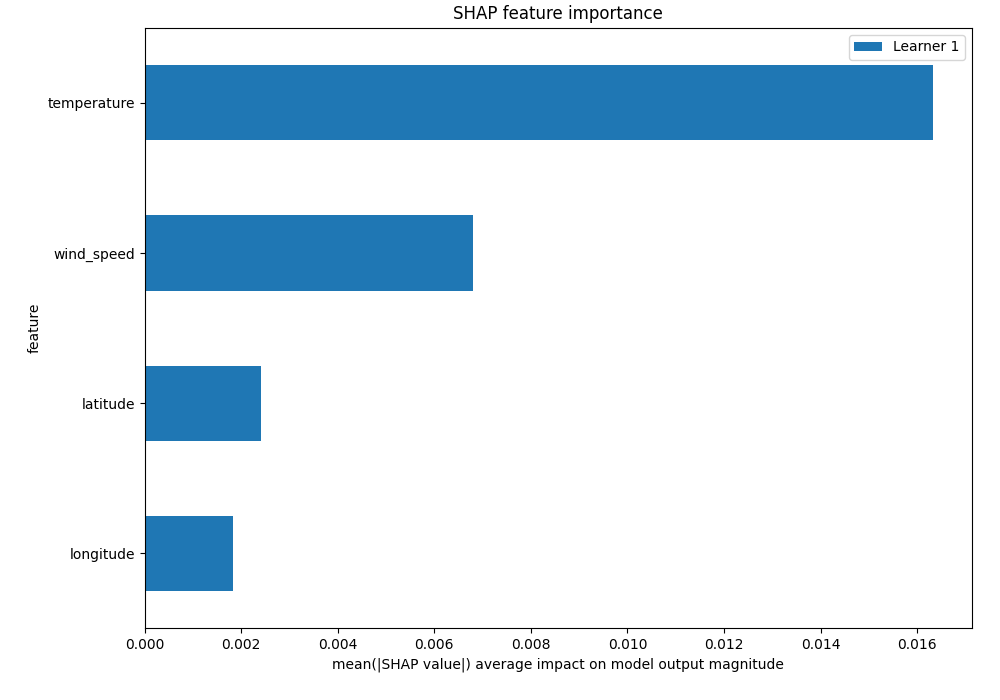 SHAP feature importance
Learner 1
feature
temperature
wind_speed
latitude
longitude
0.000 0.002 0.004 0.006 0.008 0.010 0.012 0.014 0.016
mean(|SHAP value|) average impact on model output magnitude